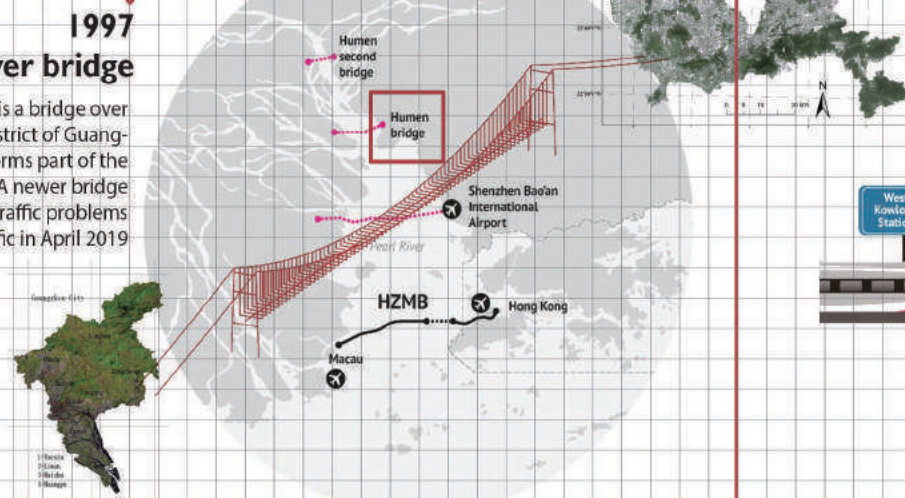 1997
ver bridge
is a bridge over
strict of Guang-
rms part of the
A newer bridge
raffic problems
fic in April 2019
Humen
second
bridge
Humen
bridge
Shenzhen Bao'an
International
Airport
Pearl River
HZMB
Hong Kong
Macau
Guangzhou City
N
Wes
Kowlo
Statio